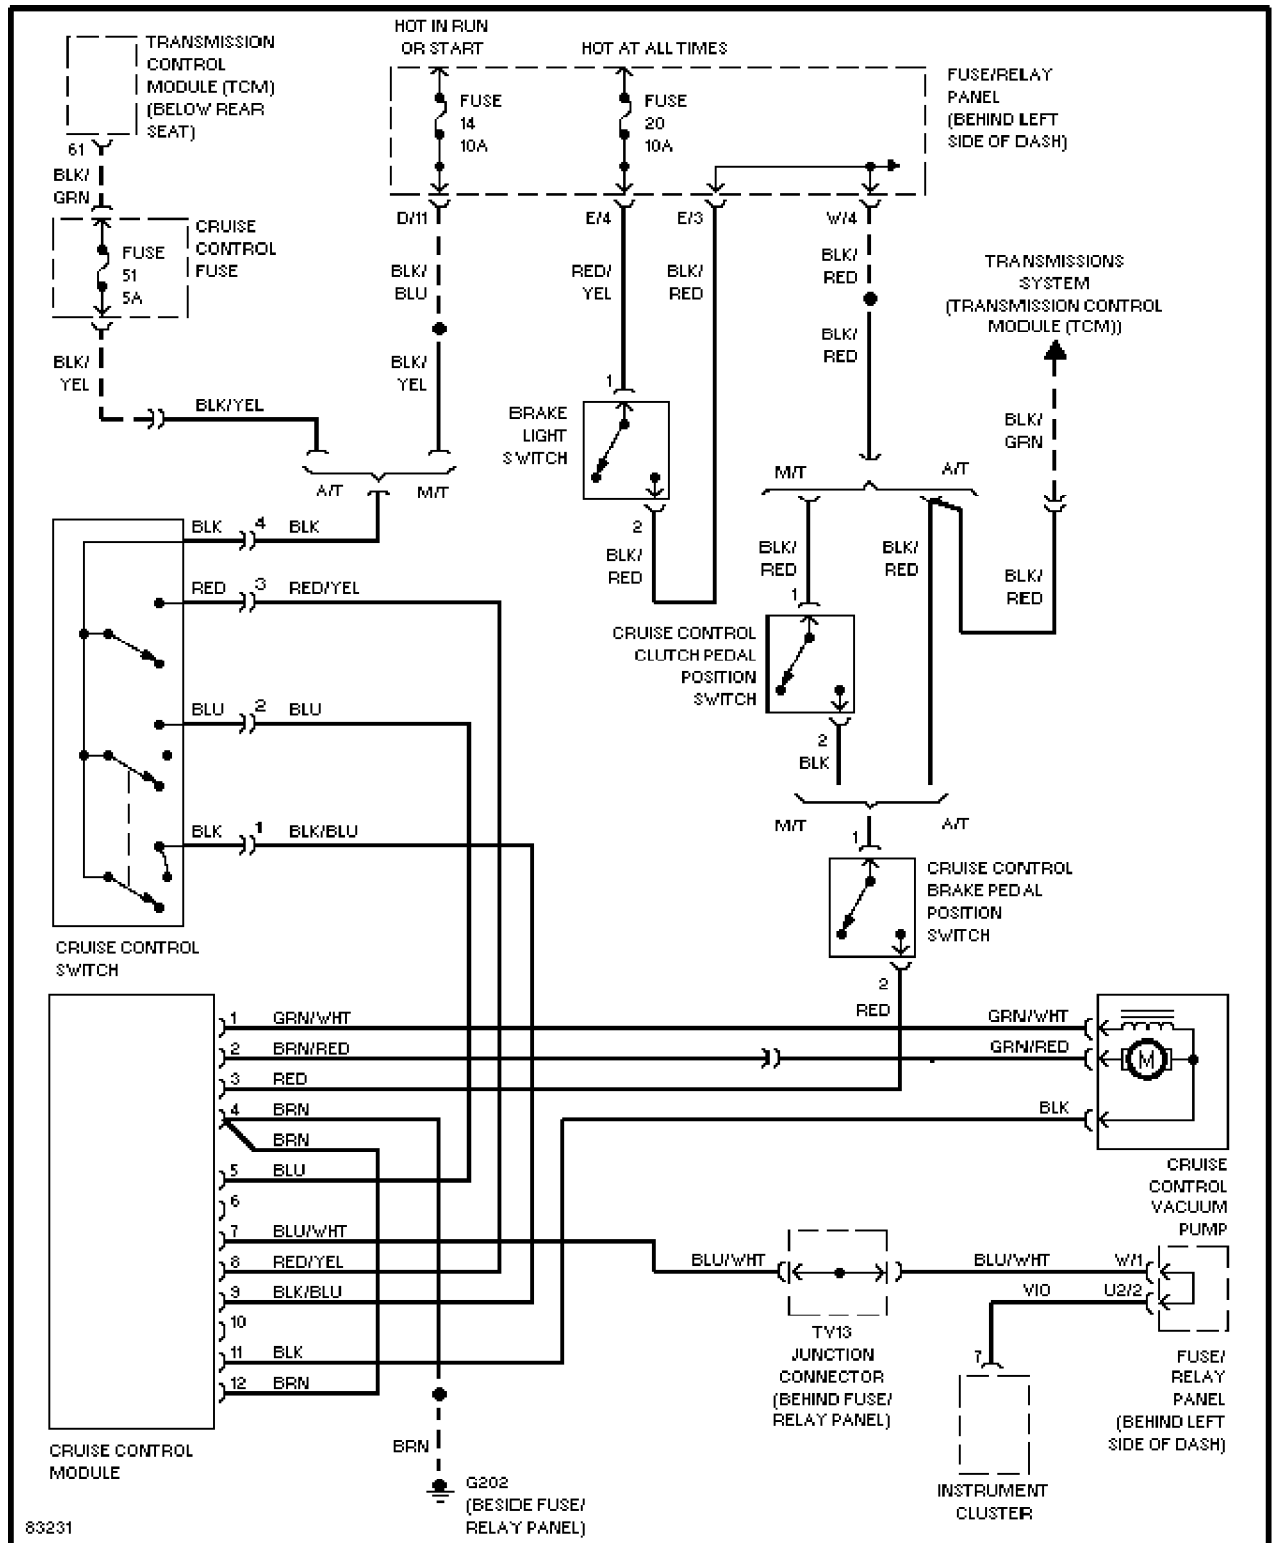 TRANSMISSION
CONTROL
MODULE (TCM)
(BELOW REAR
SEAT)
61
BLK/
GRN
CRUISE
CONTROL
FUSE
FUSE
51
5A
BLK/
YEL
BLK/YEL
HOT IN RUN
OR START
HOT AT ALL TIMES
FUSE
14
10A
FUSE
20
10A
FUSE/RELAY
PANEL
(BEHIND LEFT
SIDE OF DASH)
D/11
E/4
E/3
W/4
BLK/
BLU
RED/
YEL
BLK/
RED
BLK/
RED
BLK/
YEL
BLK/
RED
TRANSMISSIONS
SYSTEM
(TRANSMISSION CONTROL
MODULE (TCM))
BLK/
GRN
1
BRAKE
LIGHT
SWITCH
2
BLK/
RED
A/T
M/T
M/T
A/T
BLK/
RED
BLK/
RED
BLK/
RED
1
CRUISE CONTROL
CLUTCH PEDAL
POSITION
SWITCH
2
BLK
M/T
A/T
1
CRUISE CONTROL
BRAKE PEDAL
POSITION
SWITCH
2
RED
BLK 4 BLK
RED 3 RED/YEL
BLU 2 BLU
BLK 1 BLK/BLU
CRUISE CONTROL
SWITCH
1 GRN/WHT
2 BRN/RED
3 RED
4 BRN
BRN
5 BLU
6
7 BLU/WHT
8 RED/YEL
9 BLK/BLU
10
11 BLK
12 BRN
CRUISE CONTROL
MODULE
GRN/WHT
GRN/RED
BLK
M
CRUISE
CONTROL
VACUUM
PUMP
BLU/WHT
BLU/WHT W/1
VIO U2/2
TV13
JUNCTION
CONNECTOR
(BEHIND FUSE/
RELAY PANEL)
7
INSTRUMENT
CLUSTER
FUSE/
RELAY
PANEL
(BEHIND LEFT
SIDE OF DASH)
BRN
G202
(BESIDE FUSE/
RELAY PANEL)
83231